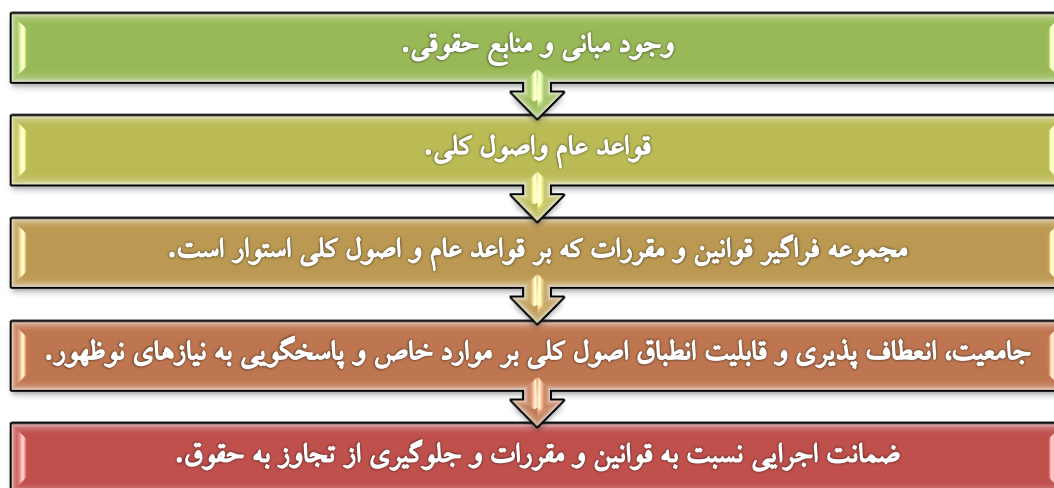 وجود مبانی و منابع حقوقی.
قواعد عام واصول کلی.
مجموعه فراگیر قوانین و مقررات که بر قواعد عام و اصول کلی استوار است.
جامعیت، انعطاف پذیری و قابلیت انطباق اصول کلی بر موارد خاص و پاسخگویی به نیازهای نوظهور.
ضمانت اجرایی نسبت به قوانین و مقررات و جلوگیری از تجاوز به حقوق.